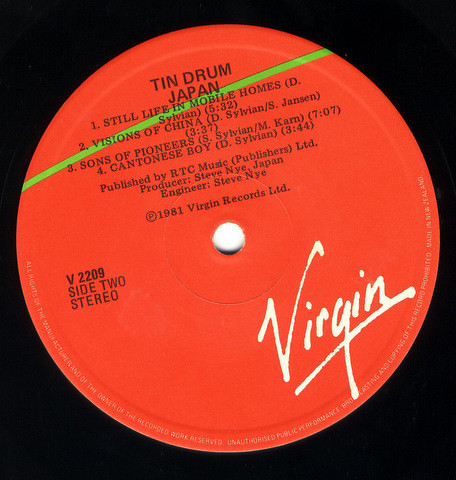 TIN DRUM
JAPAN
1. STILL LIFE IN MOBILE HOMES (D.
Sylvian) (5:32)
2. VISIONS OF CHINA (D. Sylvian/S. Jansen)
(3:37)
3. SONS OF PIONEERS (S. Sylvian/M. Karn) (7:07)
4. CANTONESE BOY (D. Sylvian) (3:44)
Published by RTC Music (Publishers) Ltd.
Producer: Steve Nye, Japan
Engineer: Steve Nye
℗1981 Virgin Records Ltd.
V 2209
SIDE TWO
STEREO
Virgin
ALL RIGHTS OF THE MANUFACTURER AND OF THE OWNER OF THE RECORDED WORK RESERVED. UNAUTHORISED PUBLIC PERFORMANCE, BROADCASTING AND COPYING OF THIS RECORD PROHIBITED. MADE IN NEW ZEALAND